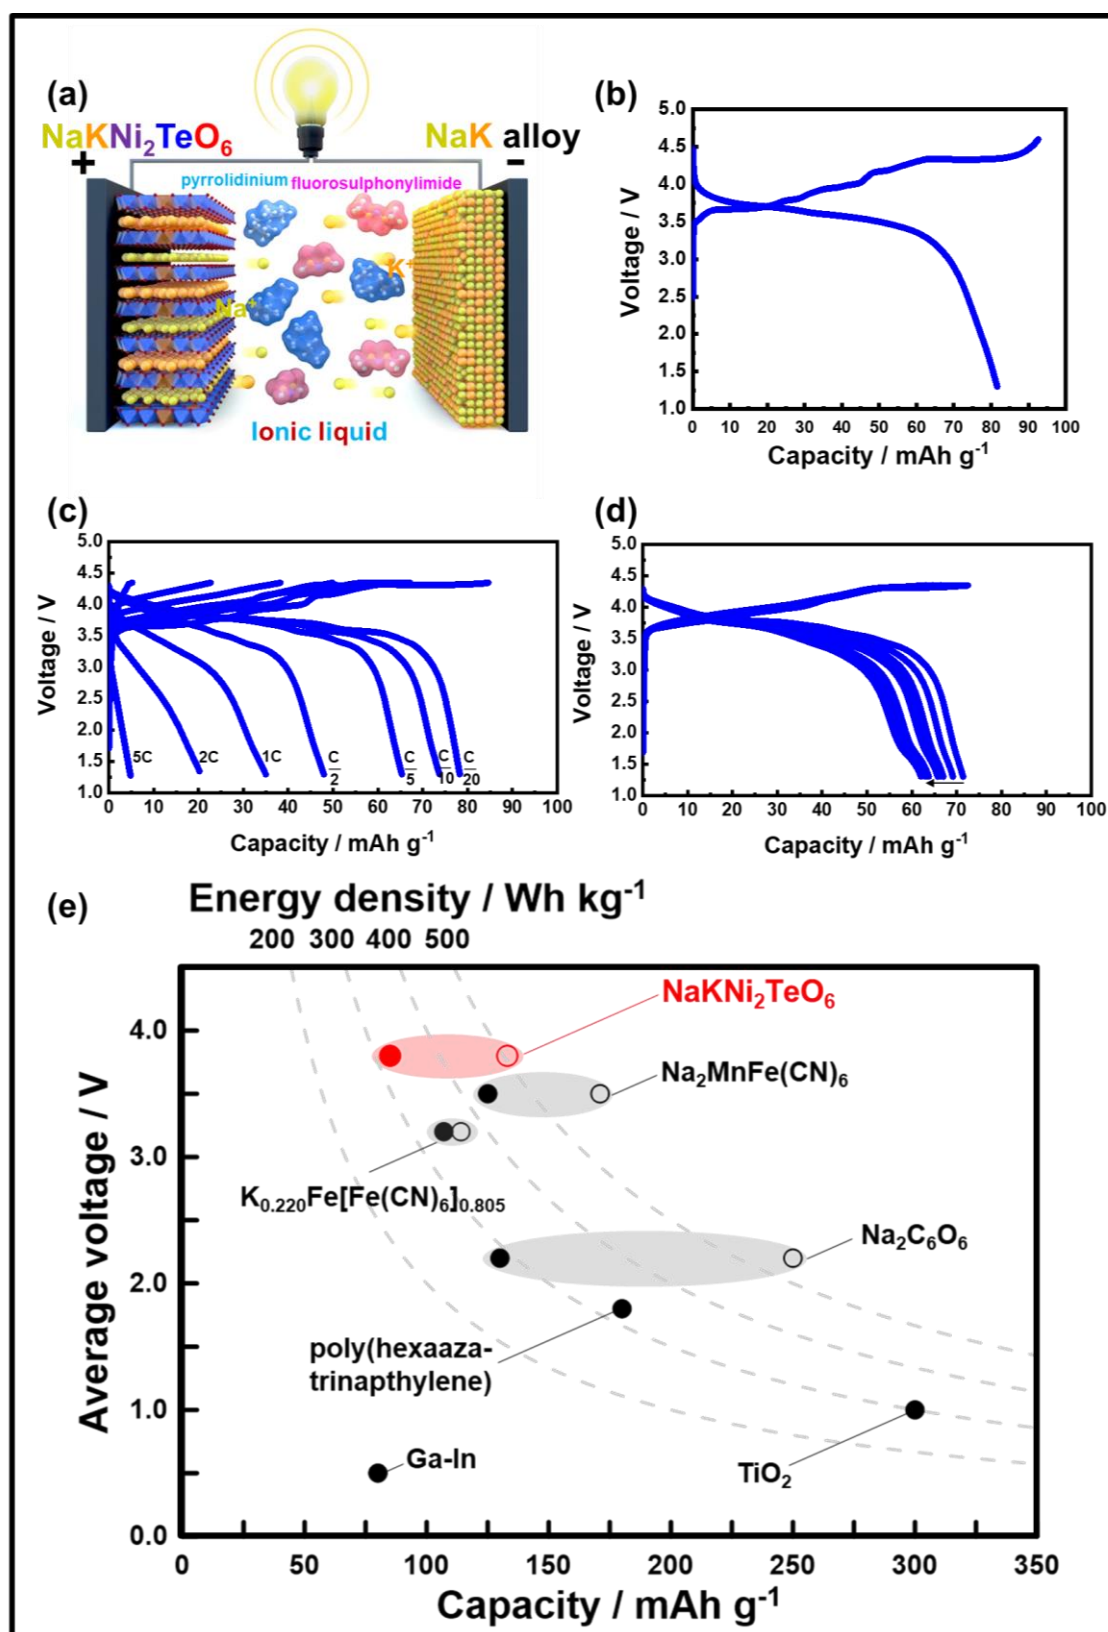 (a)
NaKNi₂TeO₆
NaK alloy
+
-
pyrrolidinium
fluorosulphonylimide
K⁺
Na⁺
Ionic liquid
(b)
5.0
4.5
4.0
3.5
3.0
2.5
2.0
1.5
1.0
Voltage / V
0 10 20 30 40 50 60 70 80 90 100
Capacity / mAh g⁻¹
(c)
5.0
4.5
4.0
3.5
3.0
2.5
2.0
1.5
1.0
Voltage / V
5C 2C 1C C/2 C/5 C/10 C/20
0 10 20 30 40 50 60 70 80 90 100
Capacity / mAh g⁻¹
(d)
5.0
4.5
4.0
3.5
3.0
2.5
2.0
1.5
1.0
Voltage / V
0 10 20 30 40 50 60 70 80 90 100
Capacity / mAh g⁻¹
(e)
Energy density / Wh kg⁻¹
200 300 400 500
4.0
3.0
2.0
1.0
0.0
Average voltage / V
NaKNi₂TeO₆
Na₂MnFe(CN)₆
K₀.₂₂₀Fe[Fe(CN)₆]₀.₈₀₅
Na₂C₆O₆
poly(hexaaza-
trinapthylene)
Ga-In
TiO₂
0 50 100 150 200 250 300 350
Capacity / mAh g⁻¹